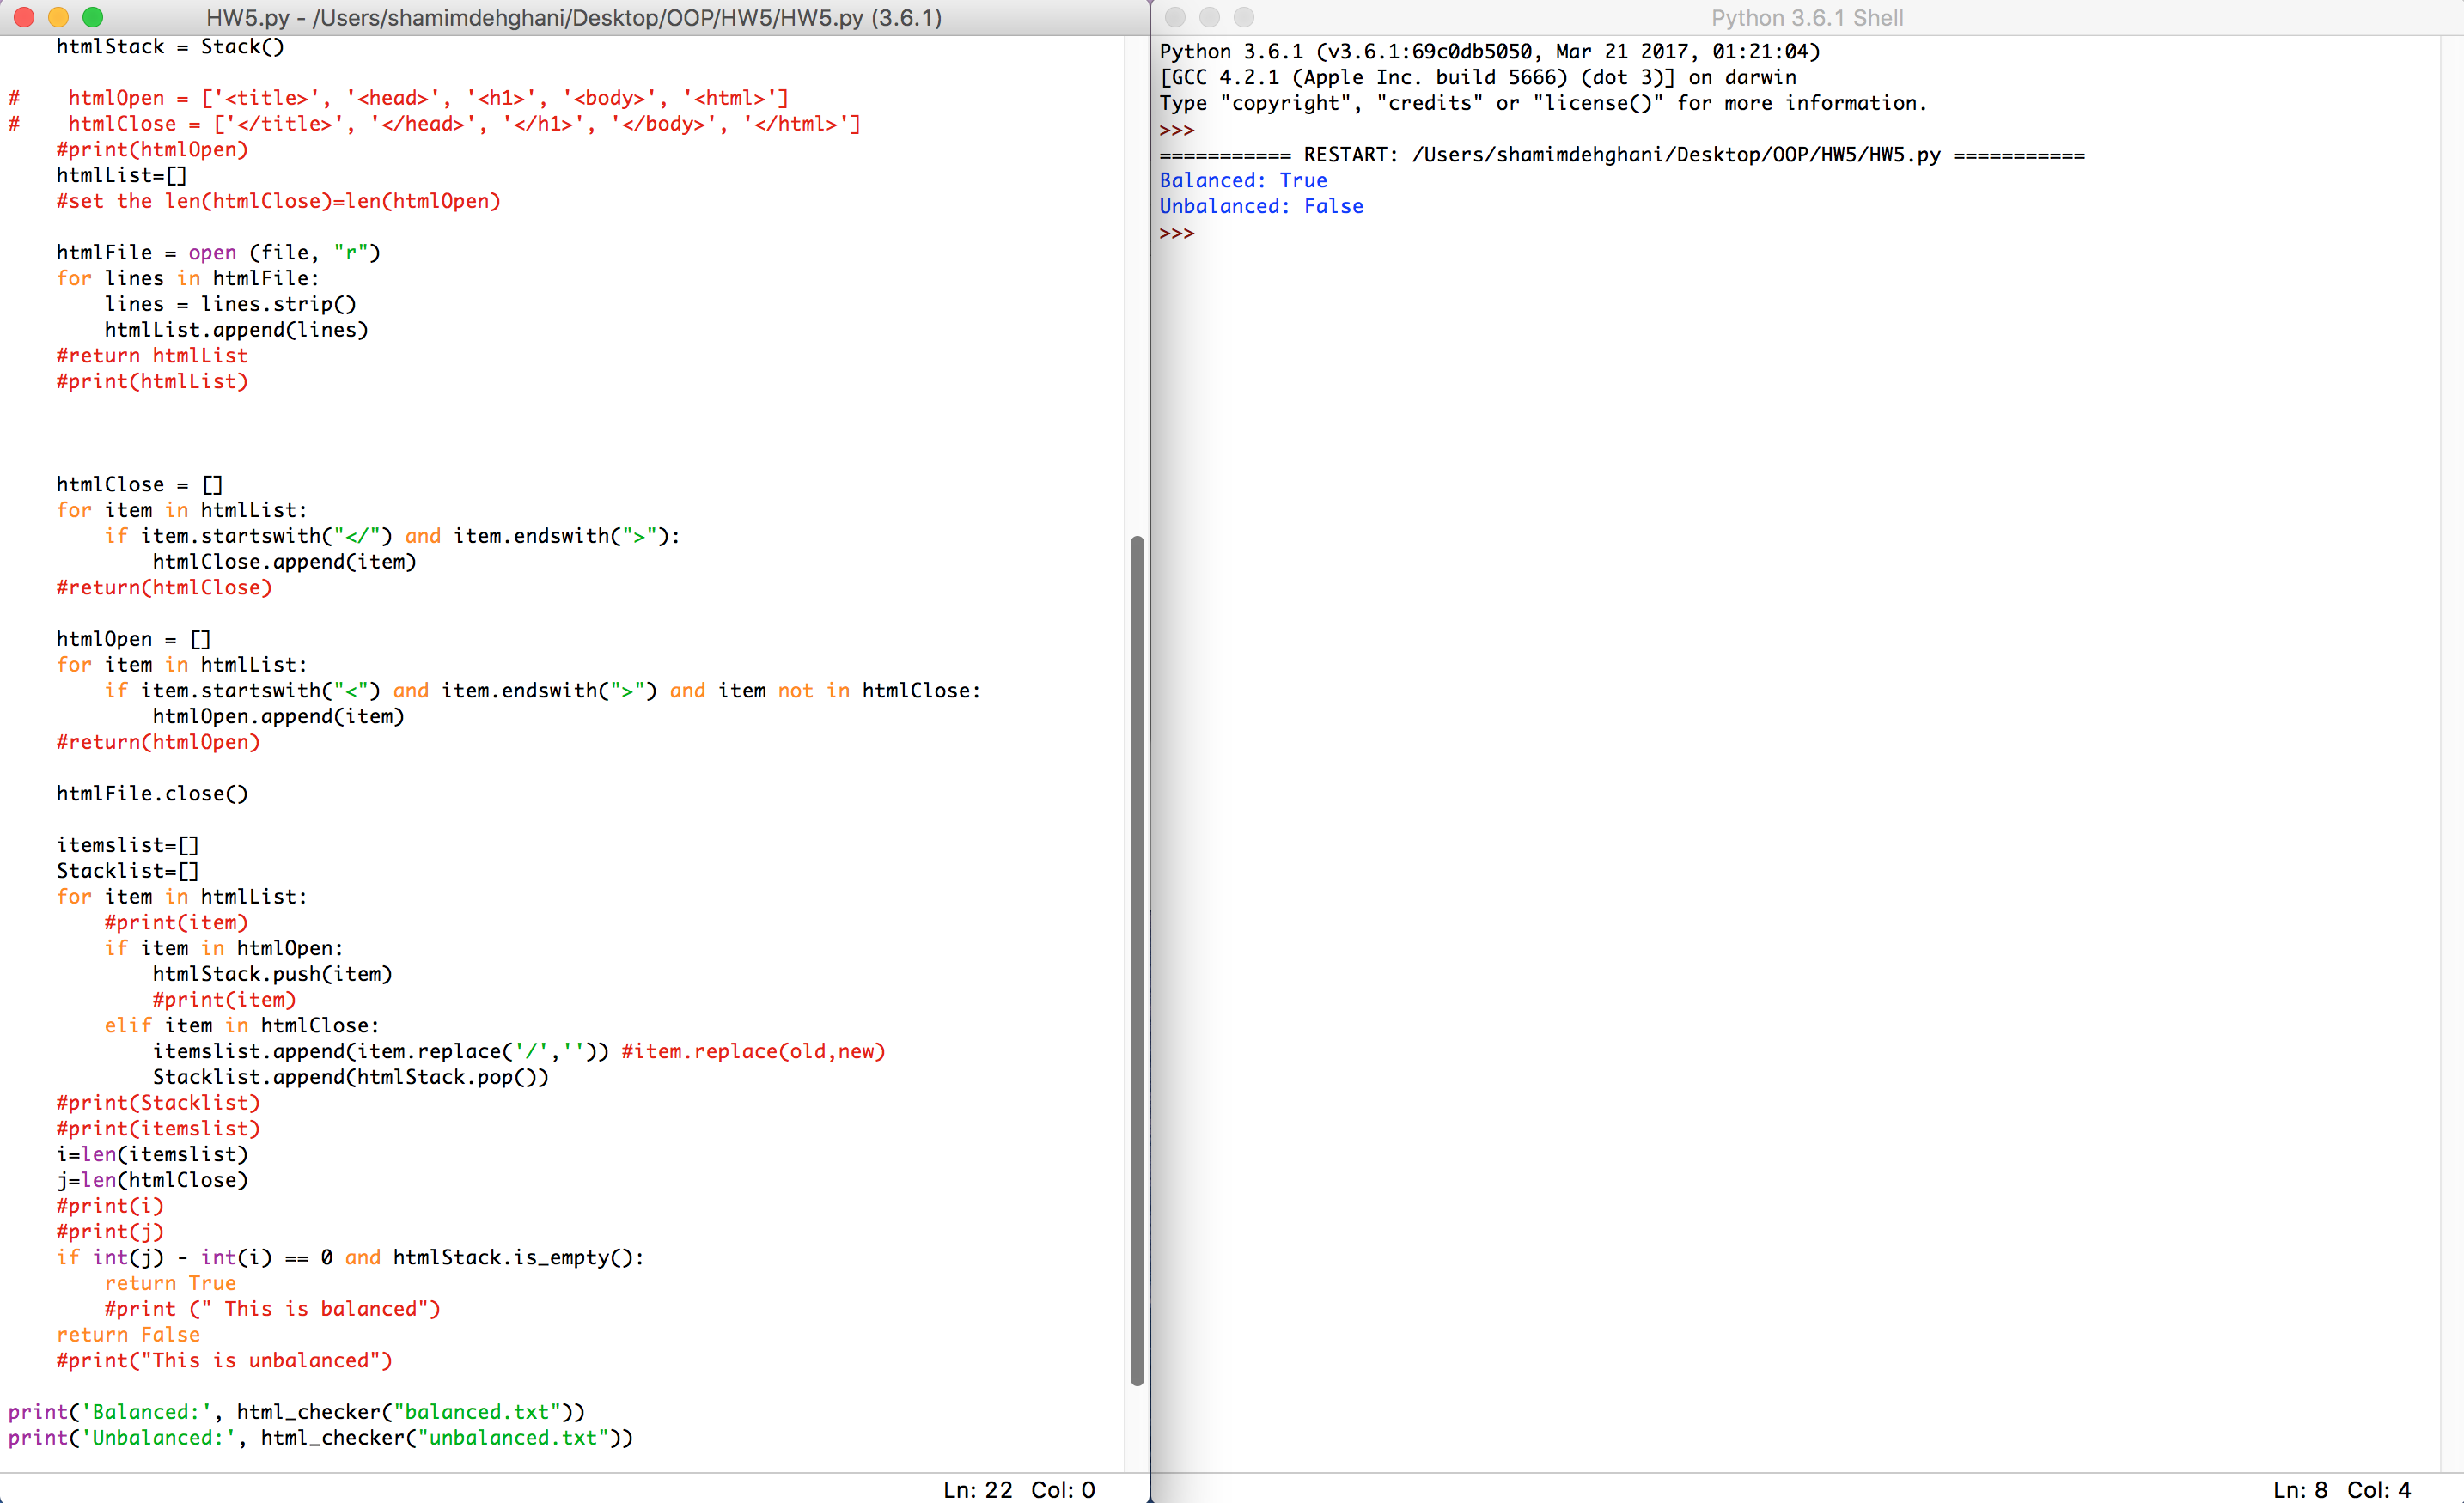 HW5.py - /Users/shamimdehghani/Desktop/OOP/HW5/HW5.py (3.6.1)
    htmlStack = Stack()

#    htmlOpen = ['<title>', '<head>', '<h1>', '<body>', '<html>']
#    htmlClose = ['</title>', '</head>', '</h1>', '</body>', '</html>']
    #print(htmlOpen)
    htmlList=[]
    #set the len(htmlClose)=len(htmlOpen)

    htmlFile = open (file, "r")
    for lines in htmlFile:
        lines = lines.strip()
        htmlList.append(lines)
    #return htmlList
    #print(htmlList)

    htmlClose = []
    for item in htmlList:
        if item.startswith("</") and item.endswith(">"):
            htmlClose.append(item)
    #return(htmlClose)

    htmlOpen = []
    for item in htmlList:
        if item.startswith("<") and item.endswith(">") and item not in htmlClose:
            htmlOpen.append(item)
    #return(htmlOpen)

    htmlFile.close()

    itemslist=[]
    Stacklist=[]
    for item in htmlList:
        #print(item)
        if item in htmlOpen:
            htmlStack.push(item)
            #print(item)
        elif item in htmlClose:
            itemslist.append(item.replace('/','')) #item.replace(old,new)
            Stacklist.append(htmlStack.pop())
    #print(Stacklist)
    #print(itemslist)
    i=len(itemslist)
    j=len(htmlClose)
    #print(i)
    #print(j)
    if int(j) - int(i) == 0 and htmlStack.is_empty():
        return True
        #print (" This is balanced")
    return False
    #print("This is unbalanced")

print('Balanced:', html_checker("balanced.txt"))
print('Unbalanced:', html_checker("unbalanced.txt"))
Ln: 22 Col: 0
Python 3.6.1 Shell
Python 3.6.1 (v3.6.1:69c0db5050, Mar 21 2017, 01:21:04)
[GCC 4.2.1 (Apple Inc. build 5666) (dot 3)] on darwin
Type "copyright", "credits" or "license()" for more information.
>>>
=========== RESTART: /Users/shamimdehghani/Desktop/OOP/HW5/HW5.py ===========
Balanced: True
Unbalanced: False
>>>
Ln: 8 Col: 4